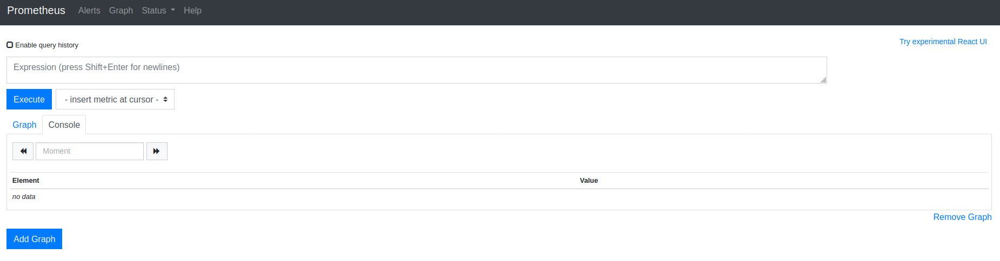 Prometheus Alerts Graph Status Help
Enable query history
Try experimental React UI
Expression (press Shift+Enter for newlines)
Execute - insert metric at cursor -
Graph Console
Moment
Element Value
no data
Remove Graph
Add Graph